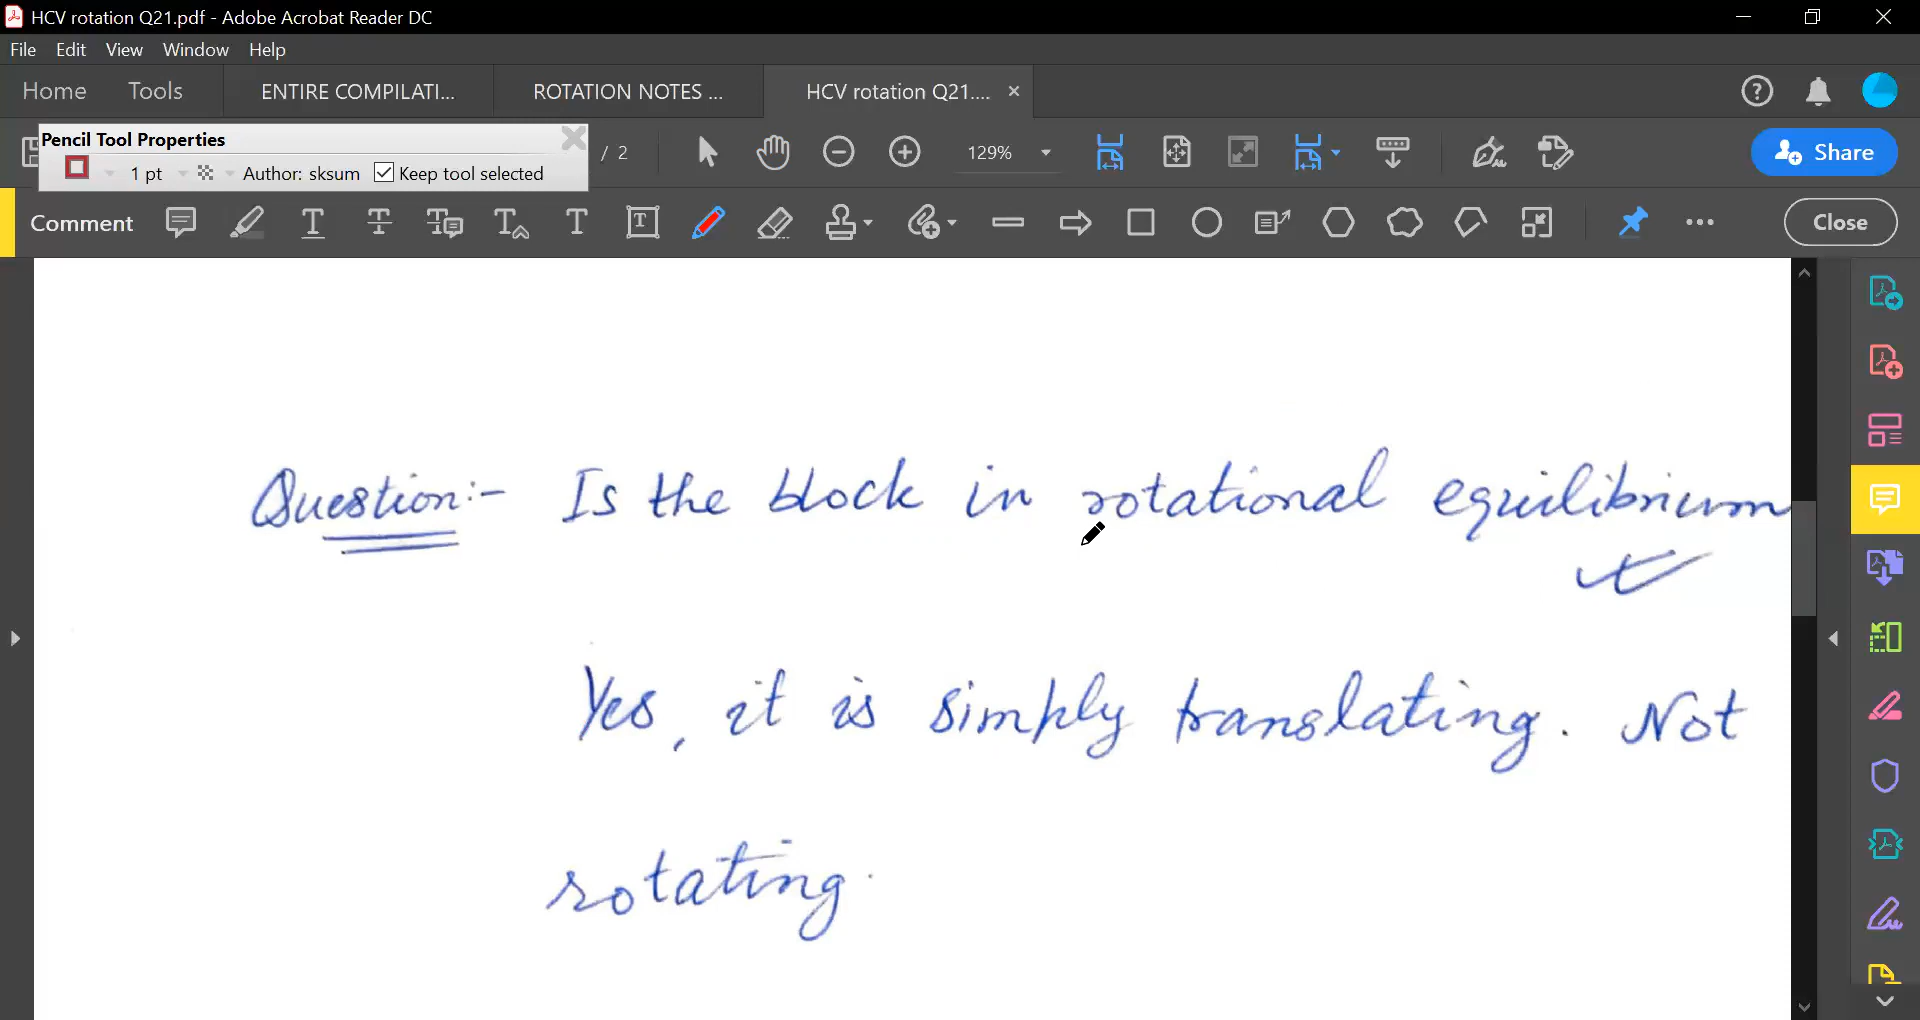 HCV rotation Q21.pdf - Adobe Acrobat Reader DC
File Edit View Window Help
Home Tools ENTIRE COMPILATI... ROTATION NOTES ... HCV rotation Q21....
Pencil Tool Properties
1 pt Author: sksum Keep tool selected
/ 2 129% Share
Comment Close
Question:- Is the block in rotational equilibrium
Yes, it is simply translating. Not
rotating.